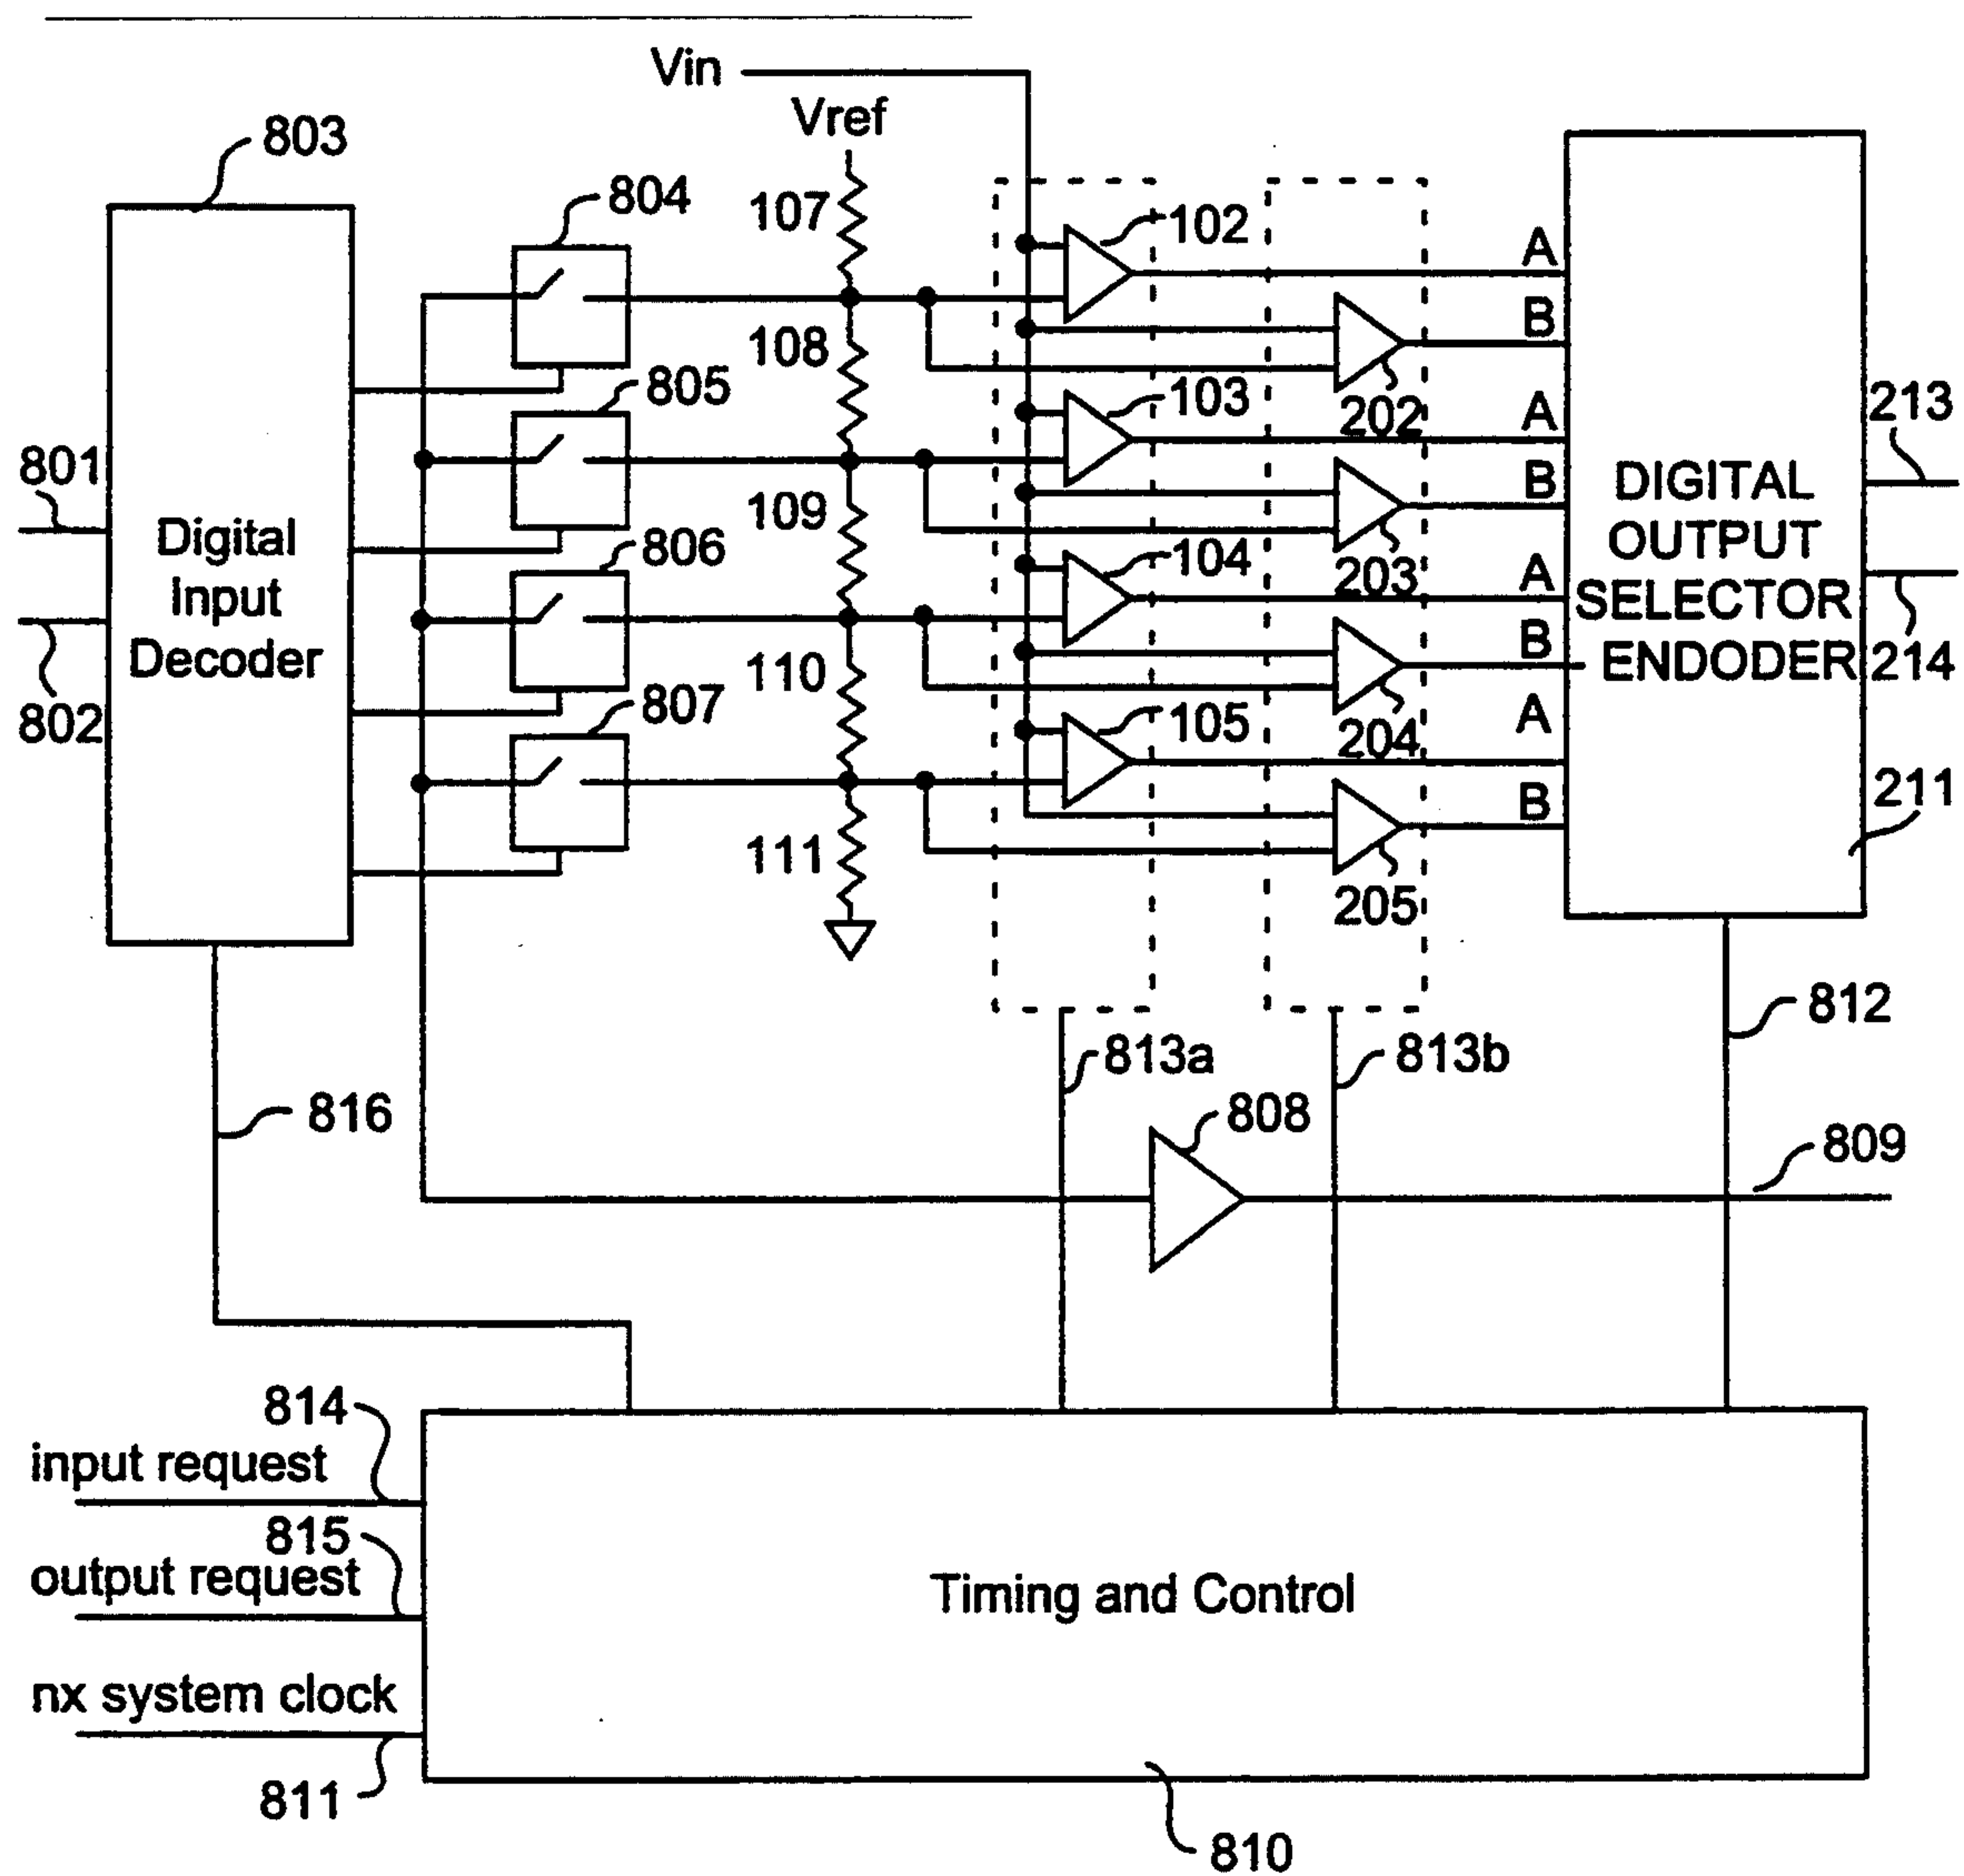 Vin
Vref
803
804
107
102
A
B
108
805
103
202
A
213
801
B
DIGITAL
OUTPUT
SELECTOR
ENDODER
Digital
Input
Decoder
109
806
104
203
A
214
802
B
110
807
105
204
A
211
B
111
205
812
813a
813b
816
808
809
814
input request
815
output request
Timing and Control
nx system clock
811
810